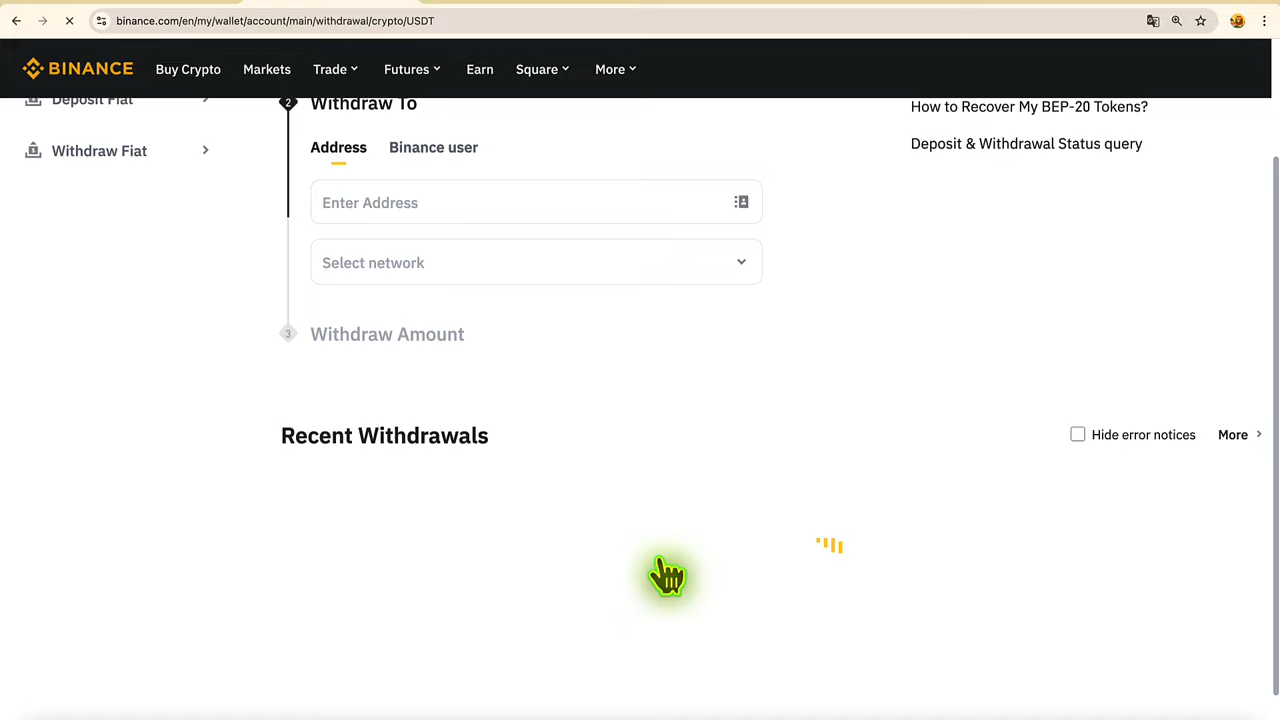 binance.com/en/my/wallet/account/main/withdrawal/crypto/USDT
BINANCE Buy Crypto Markets Trade Futures Earn Square More
Deposit Fiat
Withdraw Fiat
2 Withdraw To
Address Binance user
Enter Address
Select network
3 Withdraw Amount
How to Recover My BEP-20 Tokens?
Deposit & Withdrawal Status query
Recent Withdrawals
Hide error notices More